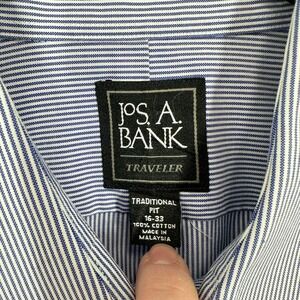 JOS. A.
BANK
TRAVELER
TRADITIONAL
FIT
16-33
100% COTTON
MADE IN
MALAYSIA